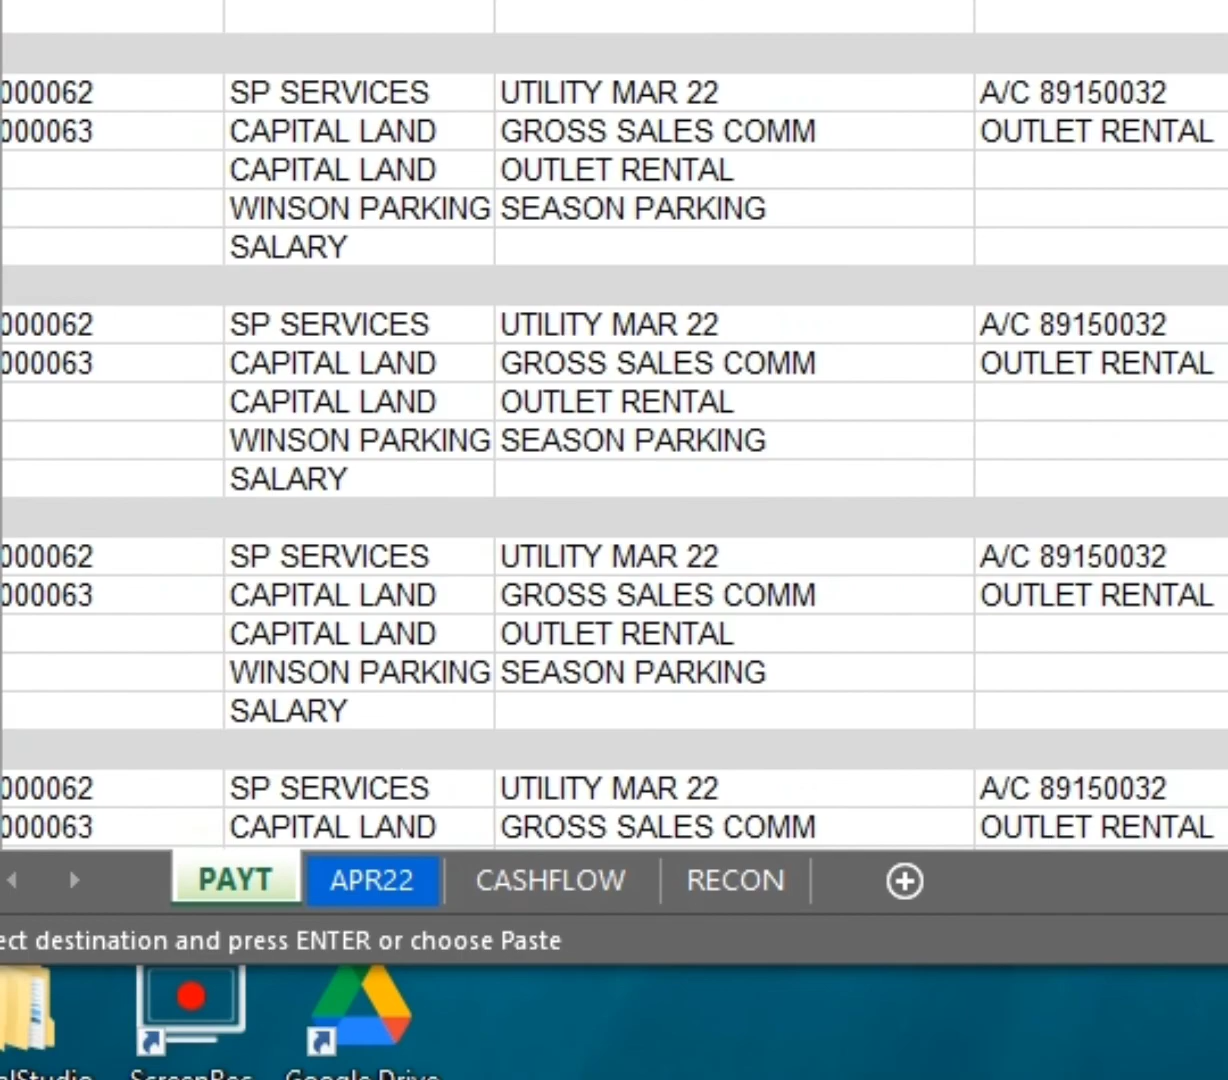 000062 SP SERVICES UTILITY MAR 22 A/C 89150032
000063 CAPITAL LAND GROSS SALES COMM OUTLET RENTAL
CAPITAL LAND OUTLET RENTAL
WINSON PARKING SEASON PARKING
SALARY
000062 SP SERVICES UTILITY MAR 22 A/C 89150032
000063 CAPITAL LAND GROSS SALES COMM OUTLET RENTAL
CAPITAL LAND OUTLET RENTAL
WINSON PARKING SEASON PARKING
SALARY
000062 SP SERVICES UTILITY MAR 22 A/C 89150032
000063 CAPITAL LAND GROSS SALES COMM OUTLET RENTAL
CAPITAL LAND OUTLET RENTAL
WINSON PARKING SEASON PARKING
SALARY
000062 SP SERVICES UTILITY MAR 22 A/C 89150032
000063 CAPITAL LAND GROSS SALES COMM OUTLET RENTAL
PAYT APR22 CASHFLOW RECON
ect destination and press ENTER or choose Paste
Google Drive